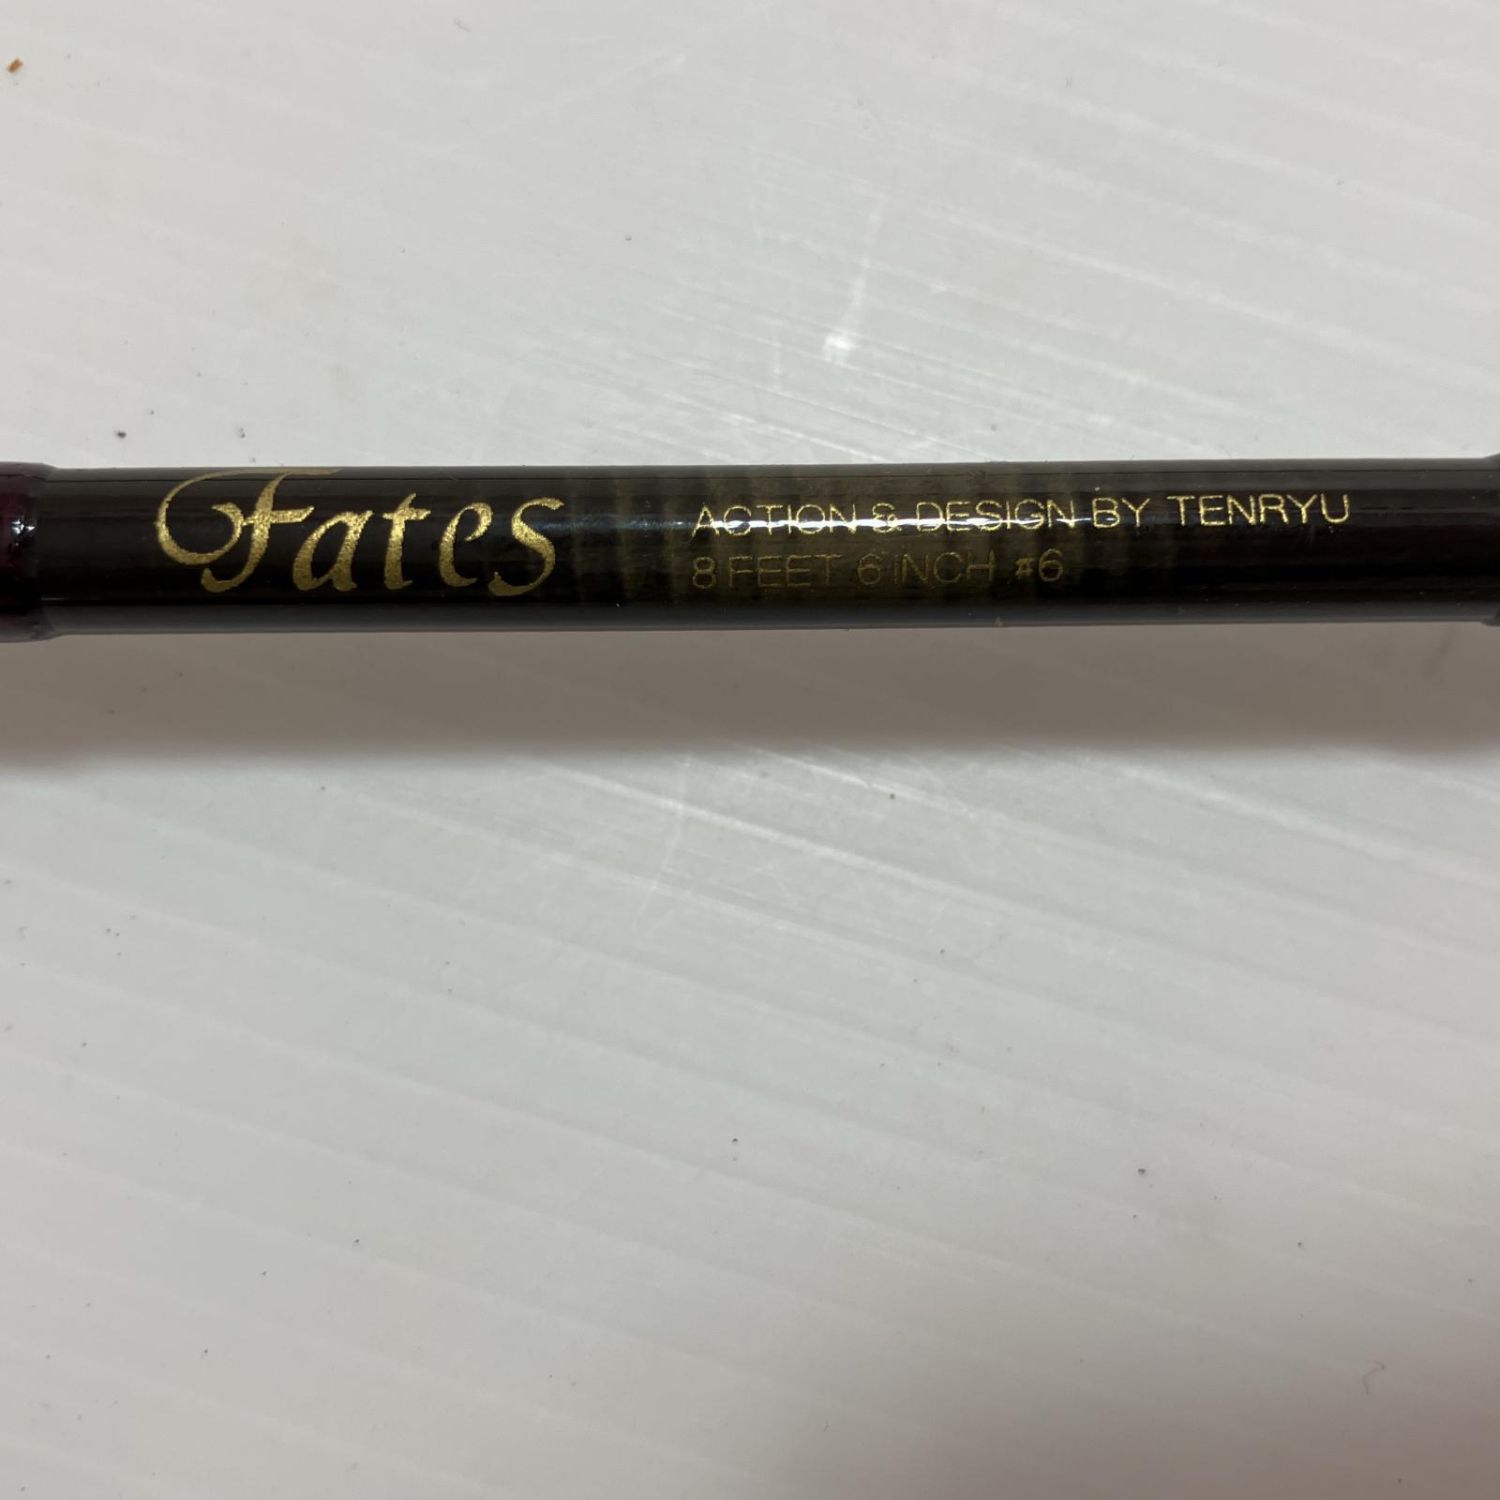 Fates
ACTION & DESIGN BY TENRYU
8 FEET 6 INCH #6